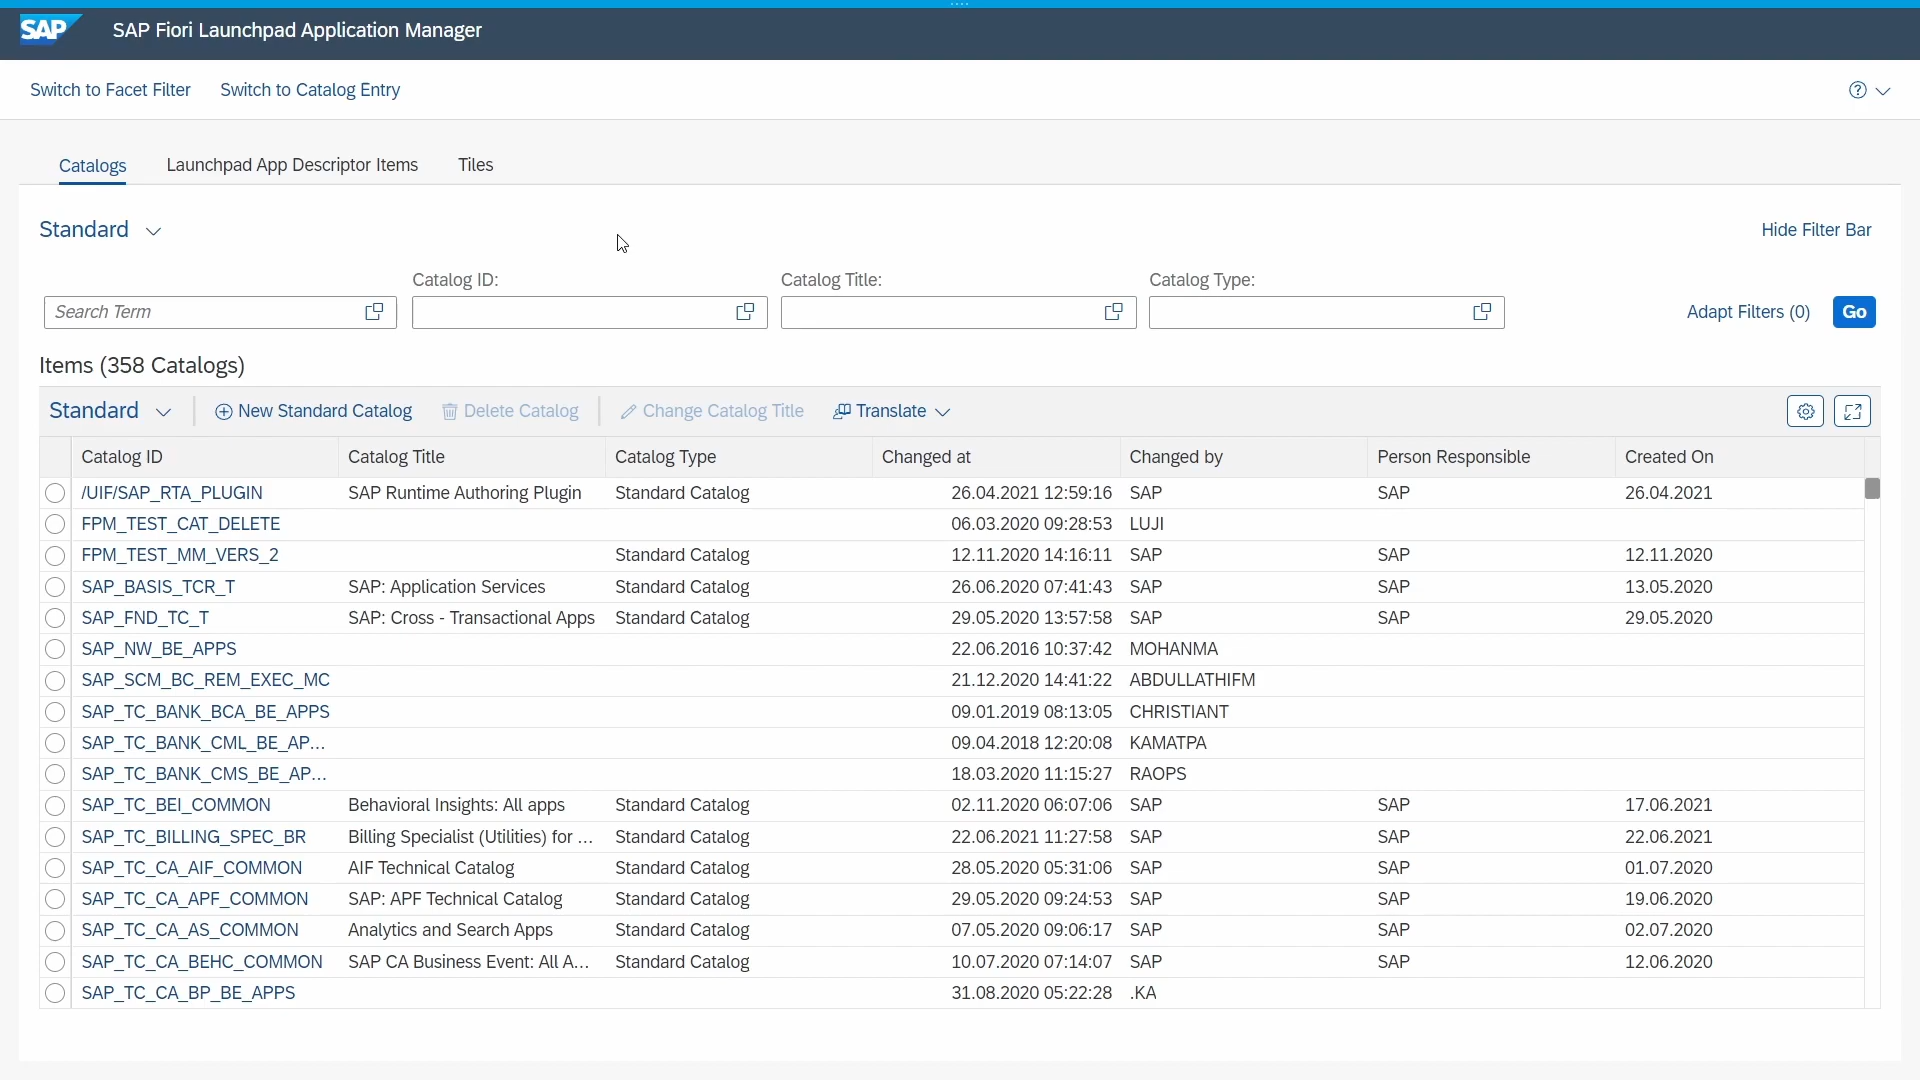 SAP SAP Fiori Launchpad Application Manager
Switch to Facet Filter Switch to Catalog Entry
Catalogs Launchpad App Descriptor Items Tiles
Standard Hide Filter Bar
Catalog ID: Catalog Title: Catalog Type:
Search Term Adapt Filters (0) Go
Items (358 Catalogs)
Standard New Standard Catalog Delete Catalog Change Catalog Title Translate
Catalog ID Catalog Title Catalog Type Changed at Changed by Person Responsible Created On
/UIF/SAP_RTA_PLUGIN SAP Runtime Authoring Plugin Standard Catalog 26.04.2021 12:59:16 SAP SAP 26.04.2021
FPM_TEST_CAT_DELETE 06.03.2020 09:28:53 LUJI
FPM_TEST_MM_VERS_2 Standard Catalog 12.11.2020 14:16:11 SAP SAP 12.11.2020
SAP_BASIS_TCR_T SAP: Application Services Standard Catalog 26.06.2020 07:41:43 SAP SAP 13.05.2020
SAP_FND_TC_T SAP: Cross - Transactional Apps Standard Catalog 29.05.2020 13:57:58 SAP SAP 29.05.2020
SAP_NW_BE_APPS 22.06.2016 10:37:42 MOHANMA
SAP_SCM_BC_REM_EXEC_MC 21.12.2020 14:41:22 ABDULLATHIFM
SAP_TC_BANK_BCA_BE_APPS 09.01.2019 08:13:05 CHRISTIANT
SAP_TC_BANK_CML_BE_AP... 09.04.2018 12:20:08 KAMATPA
SAP_TC_BANK_CMS_BE_AP... 18.03.2020 11:15:27 RAOPS
SAP_TC_BEI_COMMON Behavioral Insights: All apps Standard Catalog 02.11.2020 06:07:06 SAP SAP 17.06.2021
SAP_TC_BILLING_SPEC_BR Billing Specialist (Utilities) for ... Standard Catalog 22.06.2021 11:27:58 SAP SAP 22.06.2021
SAP_TC_CA_AIF_COMMON AIF Technical Catalog Standard Catalog 28.05.2020 05:31:06 SAP SAP 01.07.2020
SAP_TC_CA_APF_COMMON SAP: APF Technical Catalog Standard Catalog 29.05.2020 09:24:53 SAP SAP 19.06.2020
SAP_TC_CA_AS_COMMON Analytics and Search Apps Standard Catalog 07.05.2020 09:06:17 SAP SAP 02.07.2020
SAP_TC_CA_BEHC_COMMON SAP CA Business Event: All A... Standard Catalog 10.07.2020 07:14:07 SAP SAP 12.06.2020
SAP_TC_CA_BP_BE_APPS 31.08.2020 05:22:28 .KA